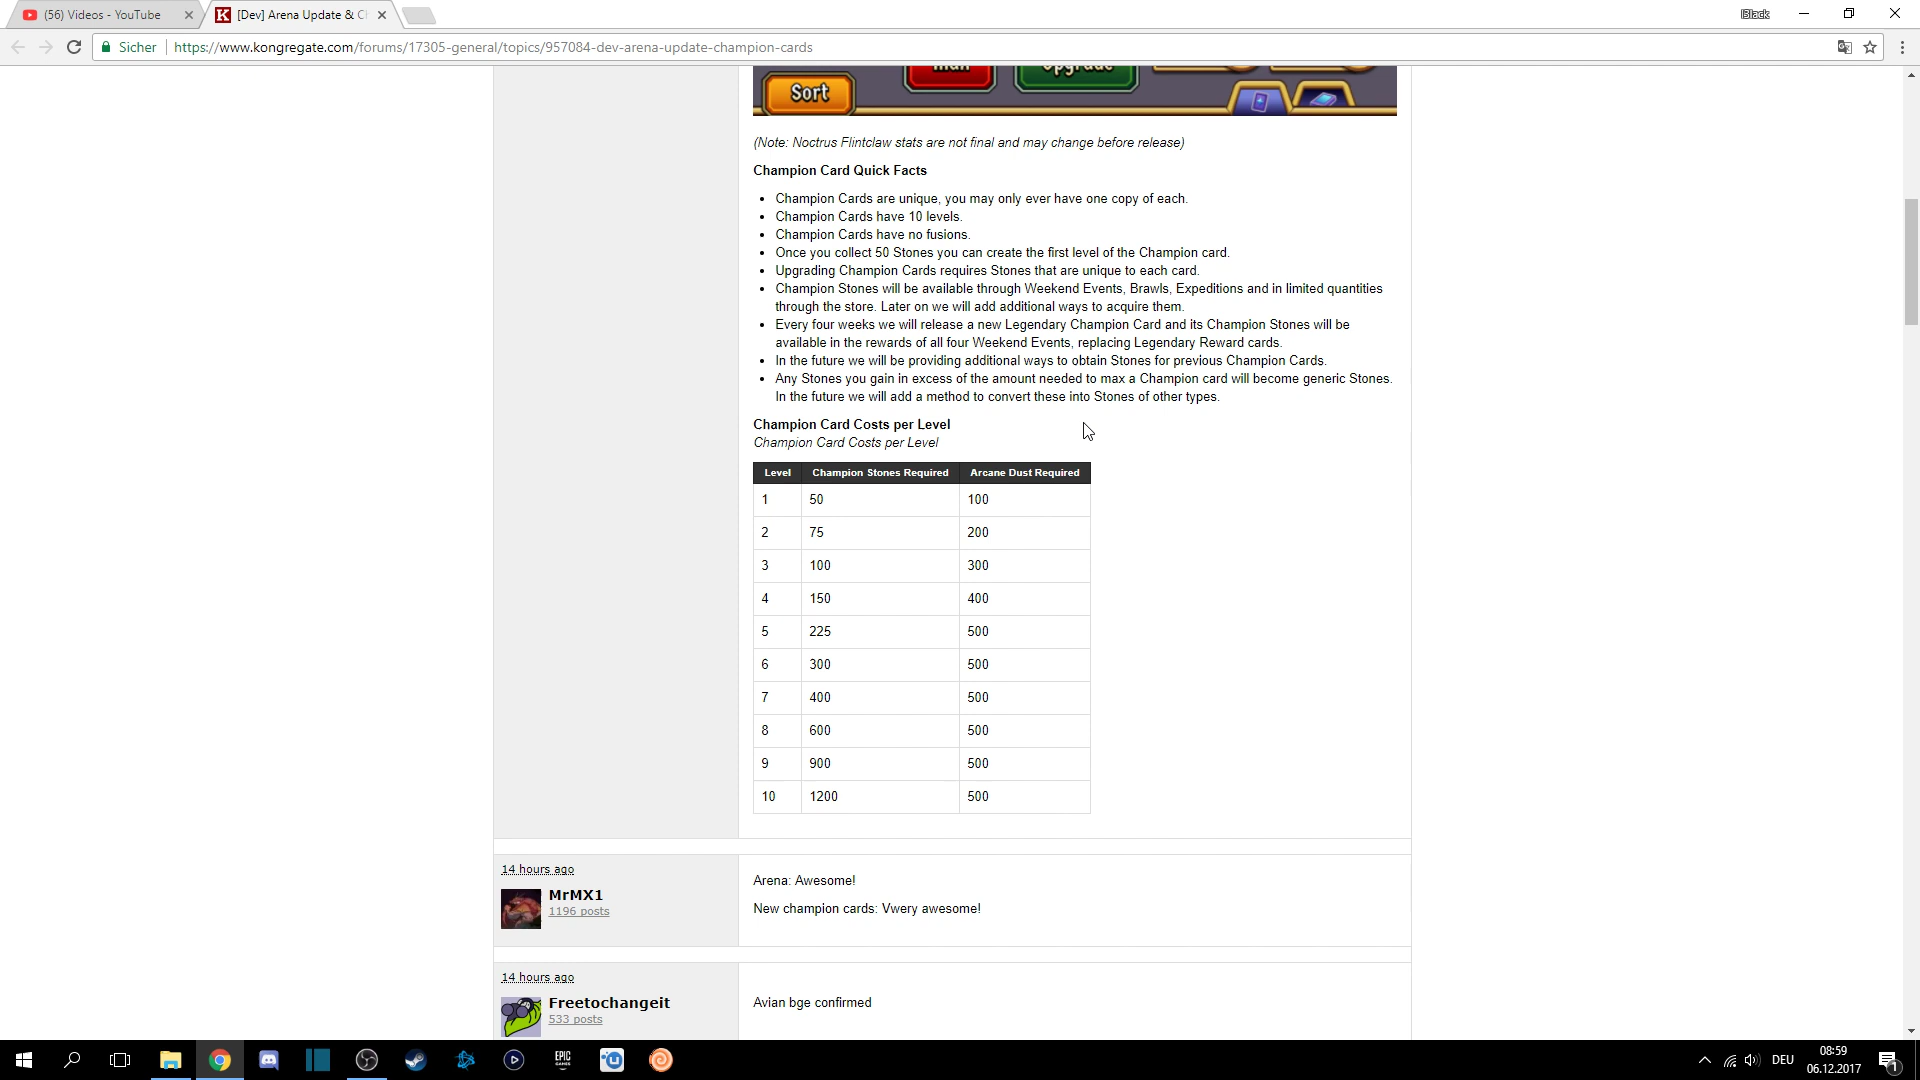 (56) Videos - YouTube
[Dev] Arena Update & Ch
Black
Sicher
https://www.kongregate.com/forums/17305-general/topics/957084-dev-arena-update-champion-cards
Sort
Upgrade
(Note: Noctrus Flintclaw stats are not final and may change before release)
Champion Card Quick Facts
• Champion Cards are unique, you may only ever have one copy of each.
• Champion Cards have 10 levels.
• Champion Cards have no fusions.
• Once you collect 50 Stones you can create the first level of the Champion card.
• Upgrading Champion Cards requires Stones that are unique to each card.
• Champion Stones will be available through Weekend Events, Brawls, Expeditions and in limited quantities
through the store. Later on we will add additional ways to acquire them.
• Every four weeks we will release a new Legendary Champion Card and its Champion Stones will be
available in the rewards of all four Weekend Events, replacing Legendary Reward cards.
• In the future we will be providing additional ways to obtain Stones for previous Champion Cards.
• Any Stones you gain in excess of the amount needed to max a Champion card will become generic Stones.
In the future we will add a method to convert these into Stones of other types.
Champion Card Costs per Level
Champion Card Costs per Level
Level Champion Stones Required Arcane Dust Required
1 50 100
2 75 200
3 100 300
4 150 400
5 225 500
6 300 500
7 400 500
8 600 500
9 900 500
10 1200 500
14 hours ago
MrMX1
1196 posts
Arena: Awesome!
New champion cards: Vwery awesome!
14 hours ago
Freetochangeit
533 posts
Avian bge confirmed
EPIC
GAMES
DEU
08:59
06.12.2017
1